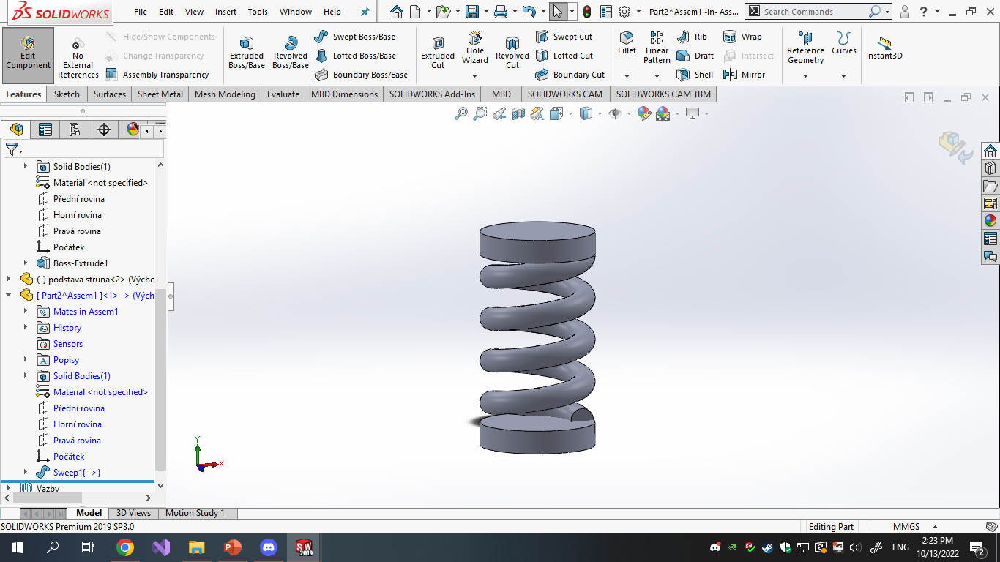 SOLIDWORKS File Edit View Insert Tools Window Help Part2^Assem1 -in- Ass... Search Commands ?
Edit Component
No External References
Hide/Show Components
Change Transparency
Assembly Transparency
Extruded Boss/Base
Revolved Boss/Base
Swept Boss/Base
Lofted Boss/Base
Boundary Boss/Base
Extruded Cut
Hole Wizard
Revolved Cut
Swept Cut
Lofted Cut
Boundary Cut
Fillet
Linear Pattern
Rib
Draft
Shell
Wrap
Intersect
Mirror
Reference Geometry
Curves
Instant3D
Features Sketch Surfaces Sheet Metal Mesh Modeling Evaluate MBD Dimensions SOLIDWORKS Add-Ins MBD SOLIDWORKS CAM SOLIDWORKS CAM TBM
Solid Bodies(1)
Material <not specified>
Přední rovina
Horní rovina
Pravá rovina
Počátek
Boss-Extrude1
(-) podstava struna<2> (Výcho
[ Part2^Assem1 ]<1> -> (Vých
Mates in Assem1
History
Sensors
Popisy
Solid Bodies(1)
Material <not specified>
Přední rovina
Horní rovina
Pravá rovina
Počátek
Sweep1{ ->}
Vazby
Y
X
Model 3D Views Motion Study 1
SOLIDWORKS Premium 2019 SP3.0 Editing Part MMGS
SW 2019
ENG
2:23 PM
10/13/2022
2